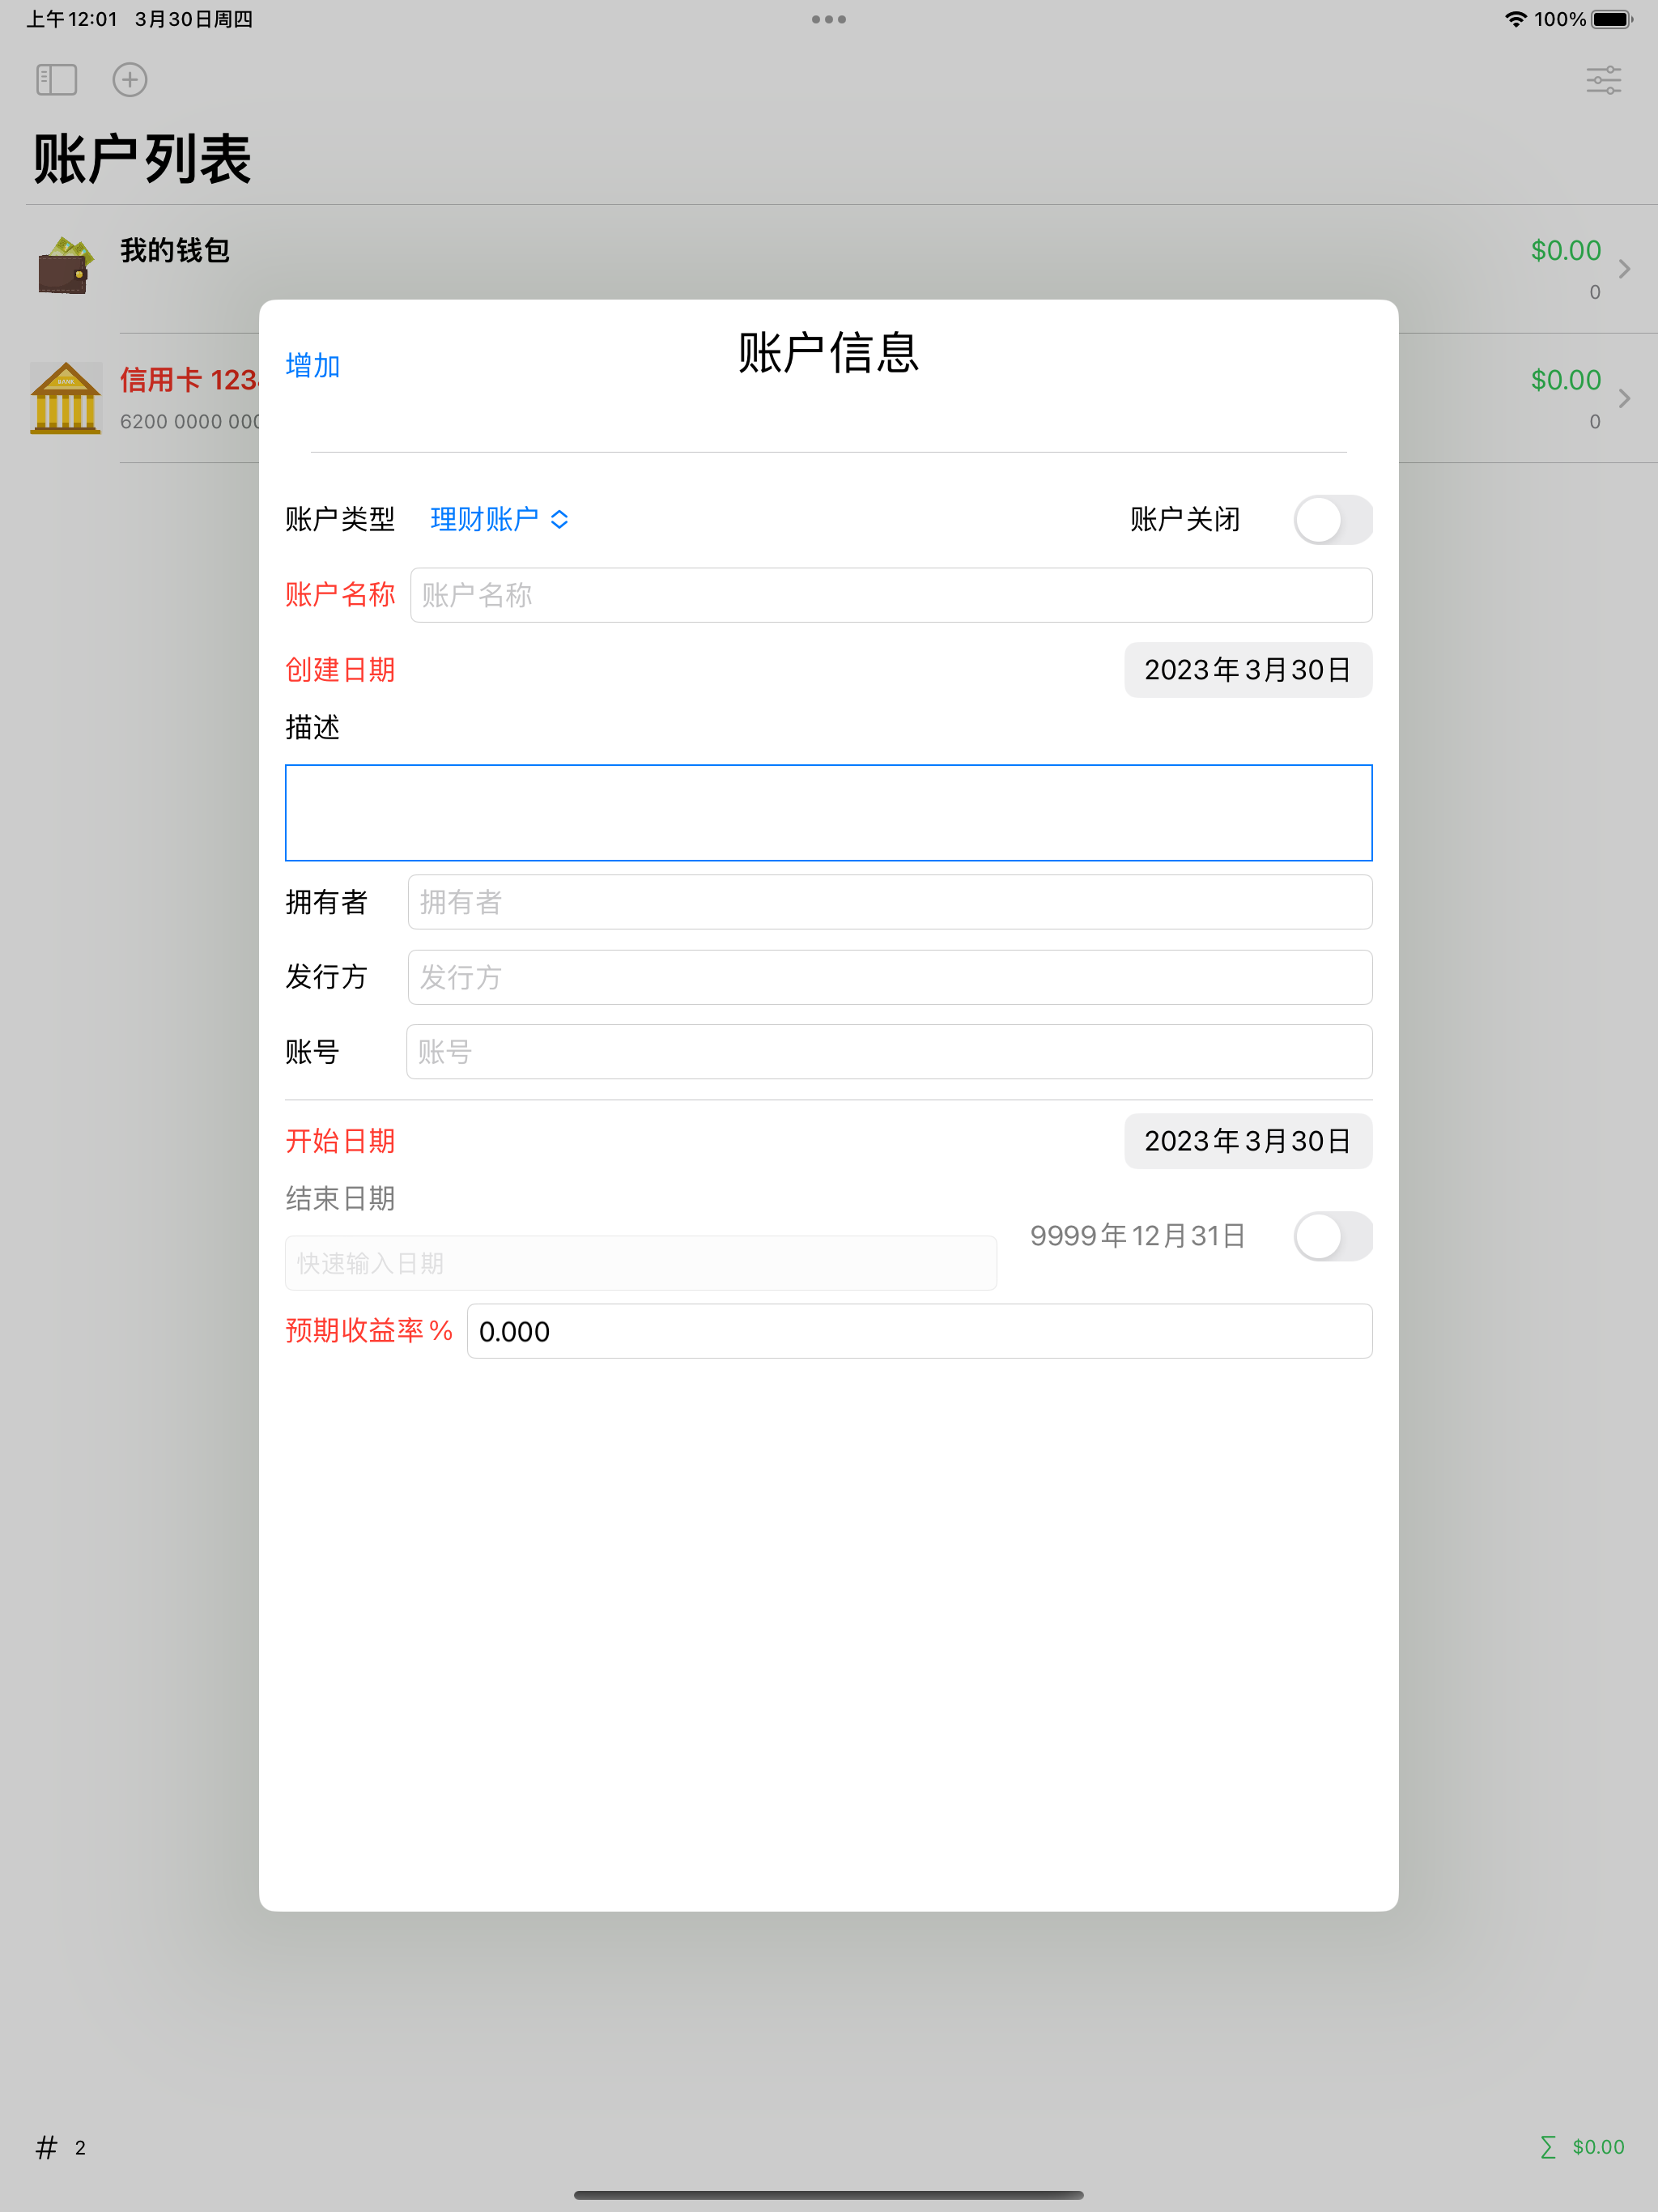 上午12:01 3月30日周四
100%
账户列表
我的钱包
$0.00
0
信用卡 123
$0.00
6200 0000 000
0
BANK
账户信息
增加
账户类型 理财账户 账户关闭
账户名称 账户名称
创建日期 2023年3月30日
描述
拥有者 拥有者
发行方 发行方
账号 账号
开始日期 2023年3月30日
结束日期
9999年12月31日
快速输入日期
预期收益率% 0.000
# 2
Σ $0.00